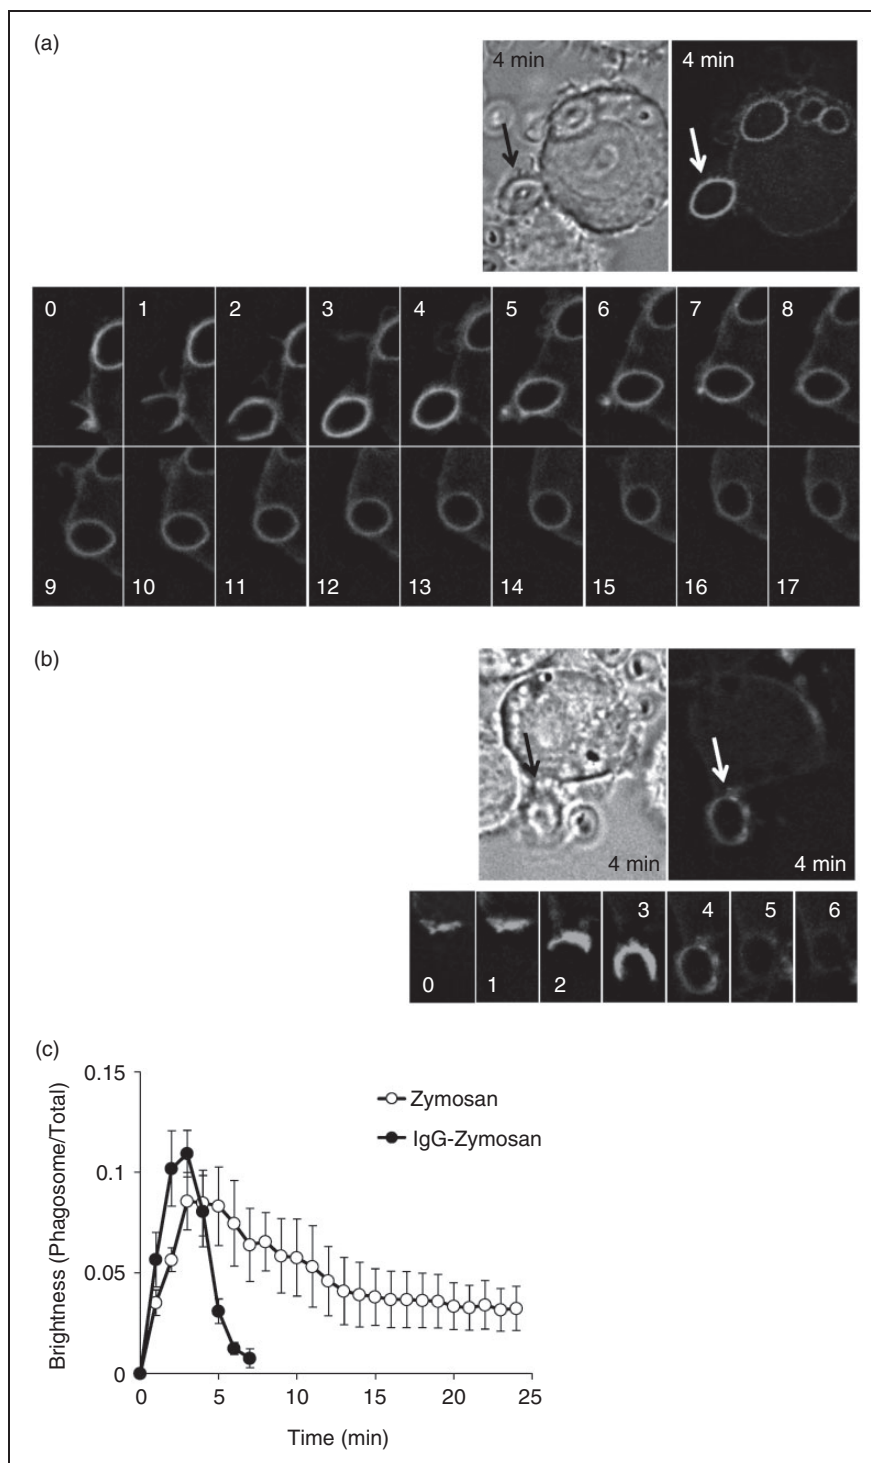 (a)
4 min 4 min
0 1 2 3 4 5 6 7 8
9 10 11 12 13 14 15 16 17
(b)
4 min 4 min
0 1 2 3 4 5 6
(c)
Brightness (Phagosome/Total)
0.15
0.1
0.05
0
Zymosan
IgG-Zymosan
0 5 10 15 20 25
Time (min)